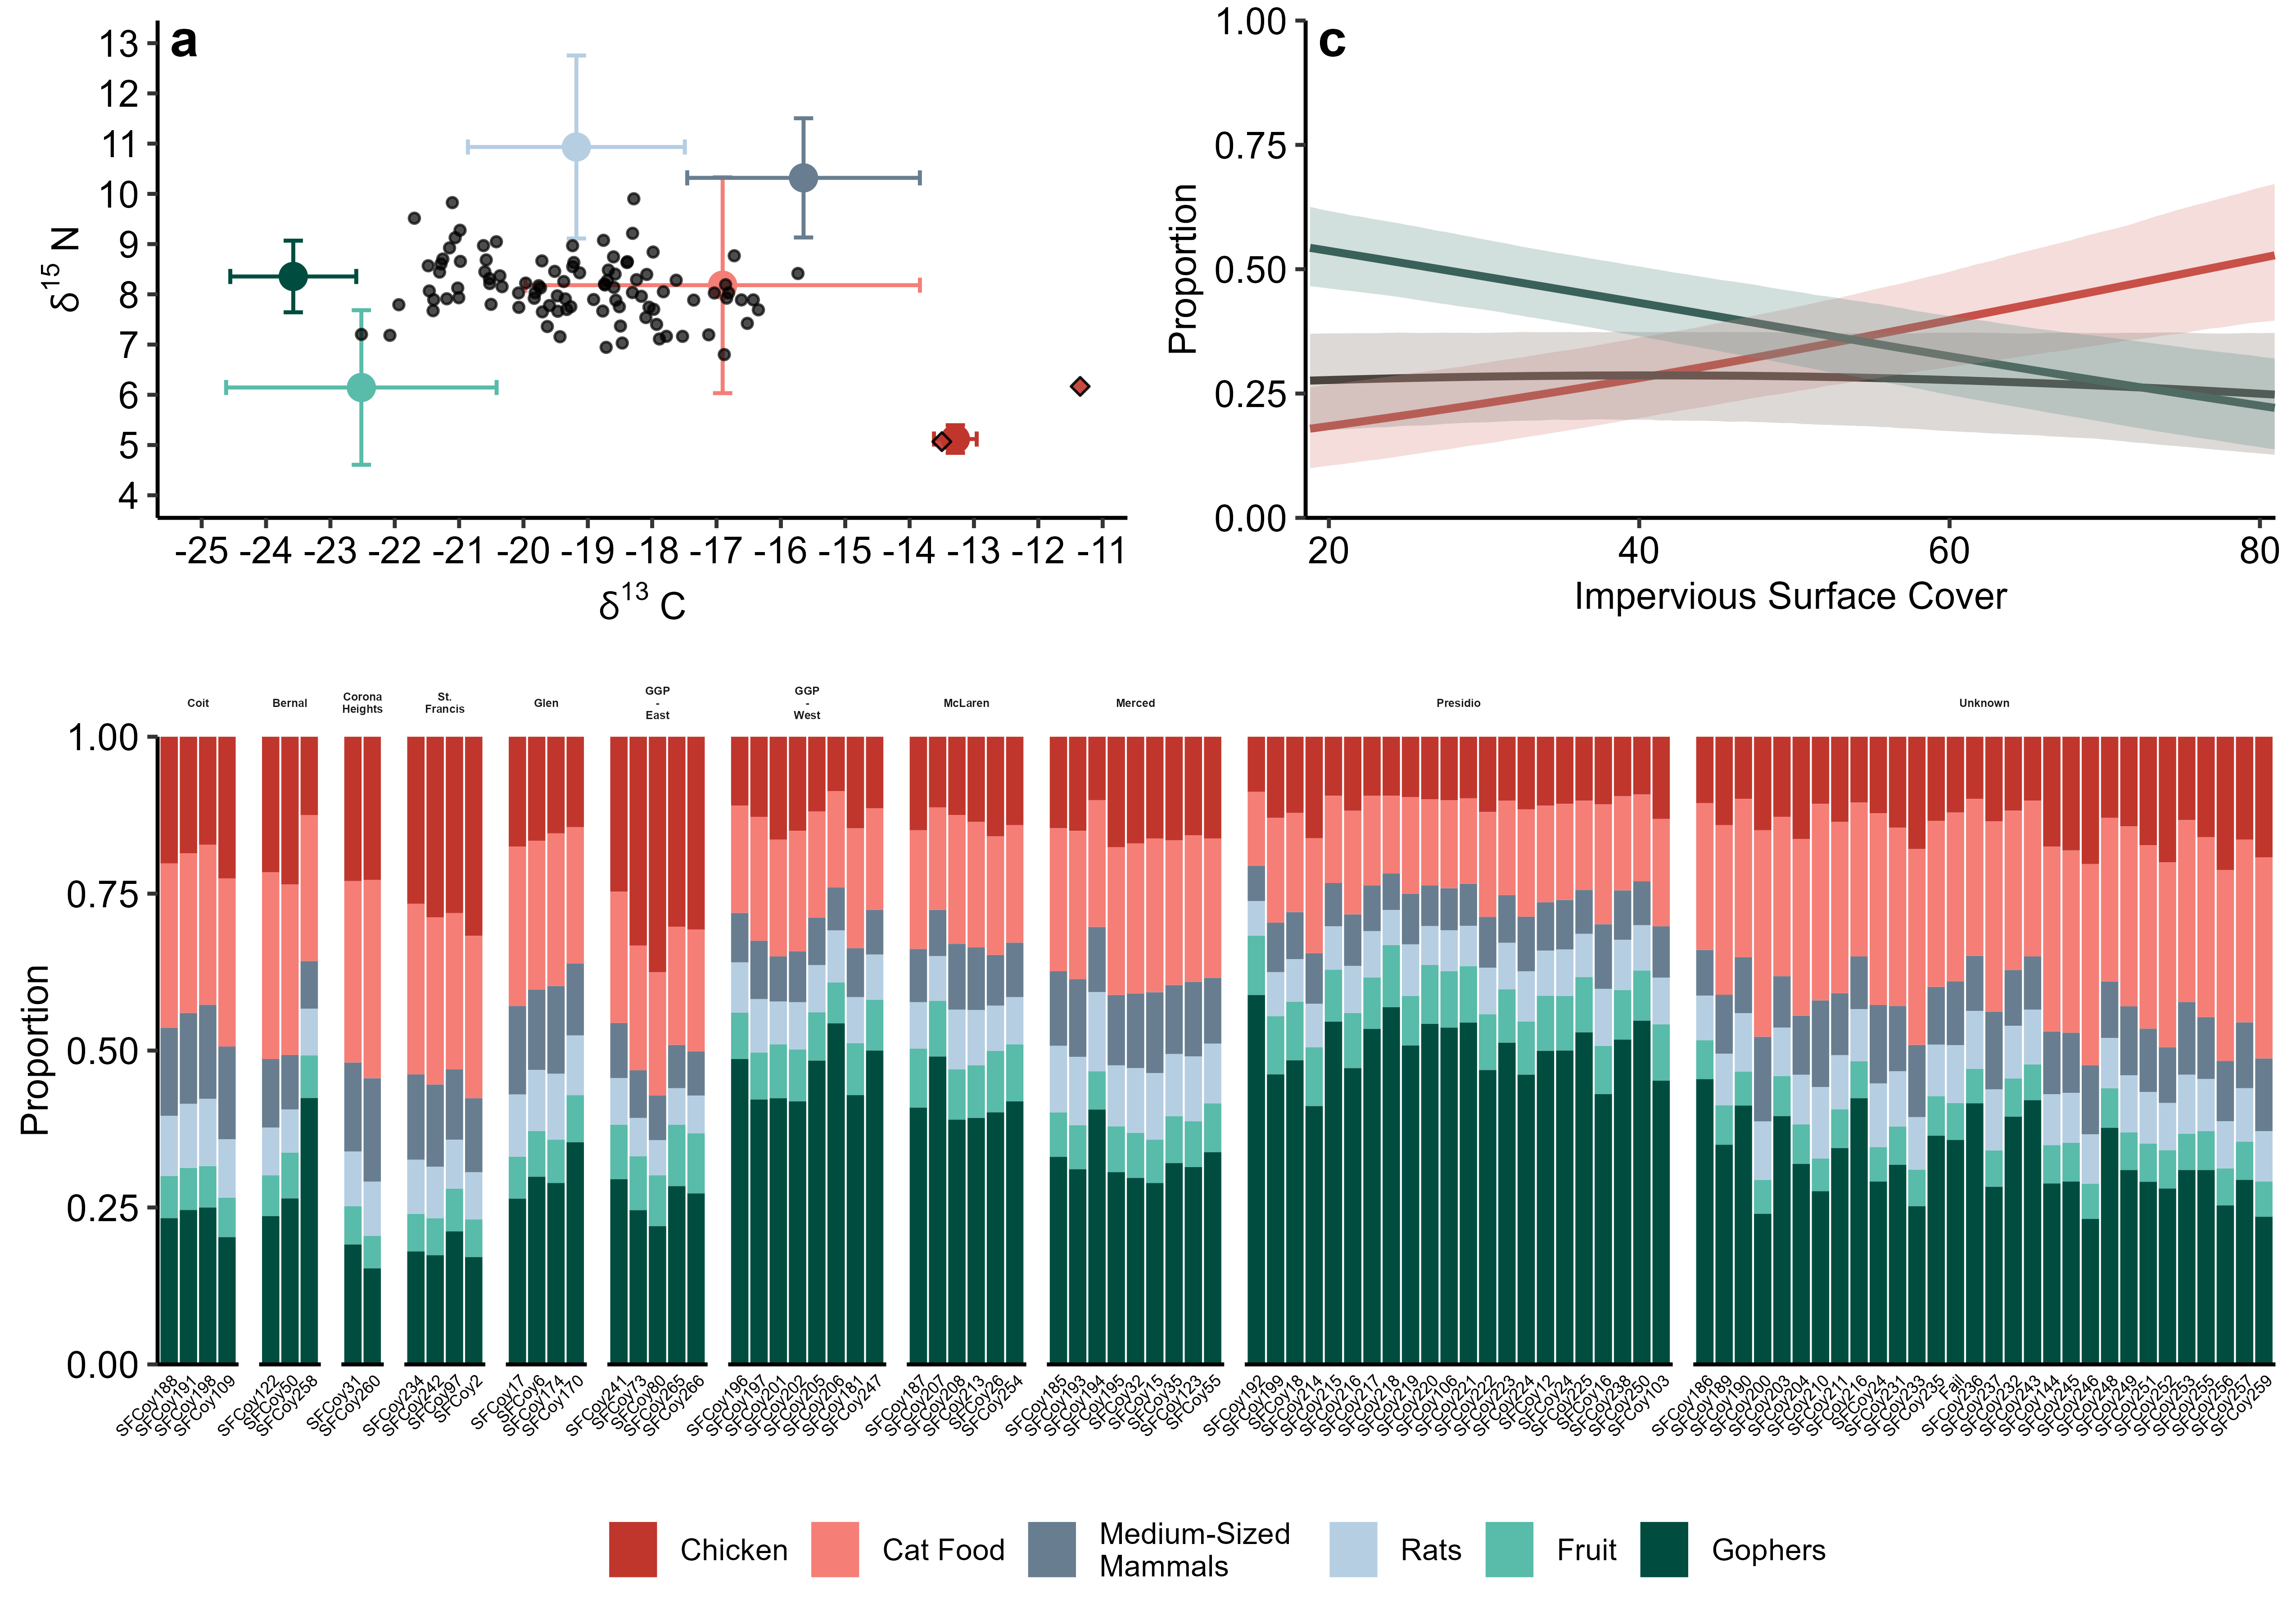 a
13
12
11
10
9
8
7
6
5
4
δ15 N
-25 -24 -23 -22 -21 -20 -19 -18 -17 -16 -15 -14 -13 -12 -11
δ13 C
c
1.00
0.75
0.50
0.25
0.00
Proportion
20 40 60 80
Impervious Surface Cover
Coit
Bernal
Corona
Heights
St.
Francis
Glen
GGP
-
East
GGP
-
West
McLaren
Merced
Presidio
Unknown
1.00
0.75
0.50
0.25
0.00
Proportion
SFCoy188 SFCoy191 SFCoy198 SFCoy109
SFCoy122 SFCoy50 SFCoy258
SFCoy31 SFCoy260
SFCoy234 SFCoy242 SFCoy97 SFCoy2
SFCoy17 SFCoy6 SFCoy174 SFCoy170
SFCoy241 SFCoy73 SFCoy80 SFCoy265 SFCoy266
SFCoy196 SFCoy197 SFCoy201 SFCoy202 SFCoy205 SFCoy206 SFCoy181 SFCoy247
SFCoy187 SFCoy207 SFCoy208 SFCoy213 SFCoy26 SFCoy254
SFCoy185 SFCoy193 SFCoy194 SFCoy195 SFCoy32 SFCoy15 SFCoy35 SFCoy123 SFCoy55
SFCoy192 SFCoy199 SFCoy18 SFCoy214 SFCoy215 SFCoy216 SFCoy217 SFCoy218 SFCoy219 SFCoy220 SFCoy106 SFCoy221 SFCoy222 SFCoy223 SFCoy224 SFCoy12 SFCoy24 SFCoy225 SFCoy16 SFCoy238 SFCoy250 SFCoy103
SFCoy186 SFCoy189 SFCoy190 SFCoy200 SFCoy203 SFCoy204 SFCoy210 SFCoy211 SFCoy216 SFCoy24 SFCoy231 SFCoy233 SFCoy235 Fail SFCoy236 SFCoy237 SFCoy232 SFCoy243 SFCoy144 SFCoy245 SFCoy246 SFCoy248 SFCoy249 SFCoy251 SFCoy252 SFCoy253 SFCoy255 SFCoy256 SFCoy257 SFCoy259
Chicken
Cat Food
Medium-Sized
Mammals
Rats
Fruit
Gophers